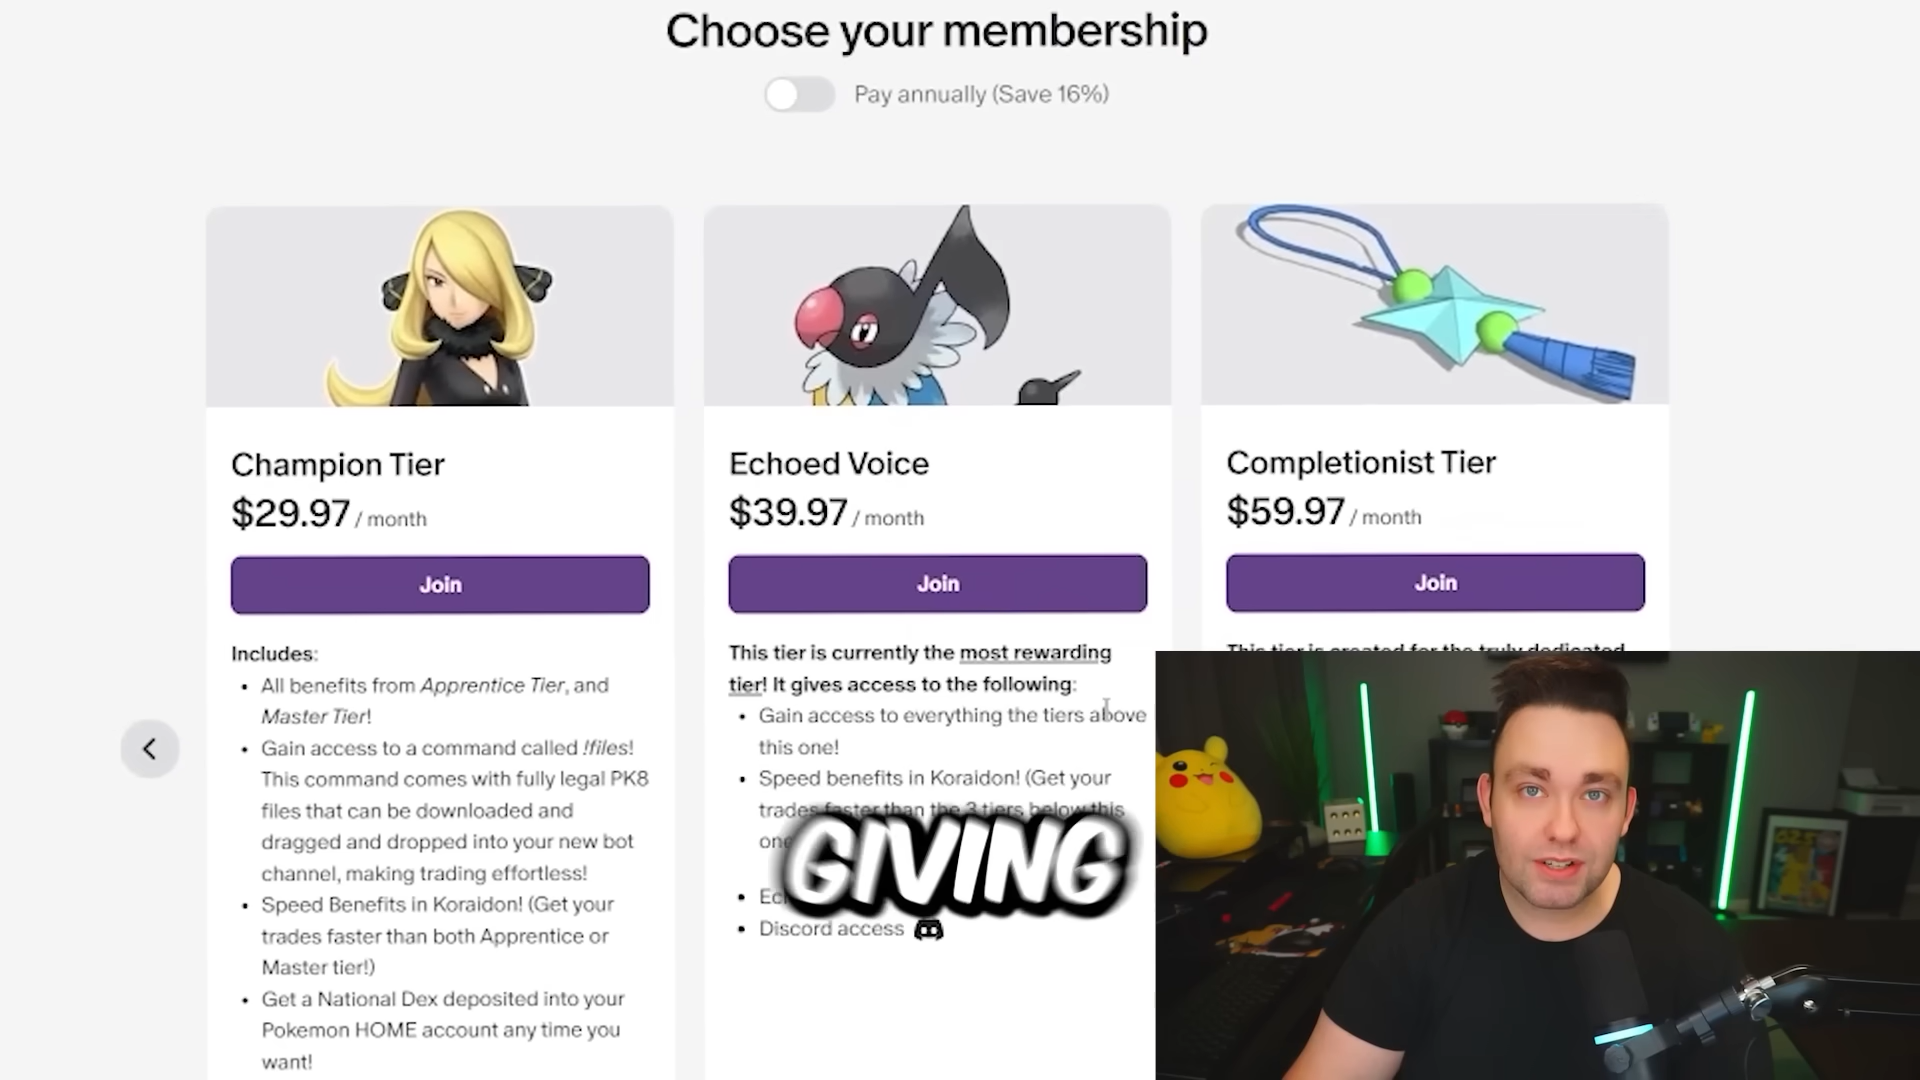 Choose your membership
Pay annually (Save 16%)
Champion Tier
$29.97 / month
Join
Includes:
• All benefits from Apprentice Tier, and
Master Tier!
• Gain access to a command called !files!
This command comes with fully legal PK8
files that can be downloaded and
dragged and dropped into your new bot
channel, making trading effortless!
• Speed Benefits in Koraidon! (Get your
trades faster than both Apprentice or
Master tier!)
• Get a National Dex deposited into your
Pokemon HOME account any time you
want!
Echoed Voice
$39.97 / month
Join
This tier is currently the most rewarding
tier! It gives access to the following:
• Gain access to everything the tiers above
this one!
• Speed benefits in Koraidon! (Get your
trades faster than the 3 tiers below this
• Discord access
GIVING
Completionist Tier
$59.97 / month
Join
This tier is created for the truly dedicated